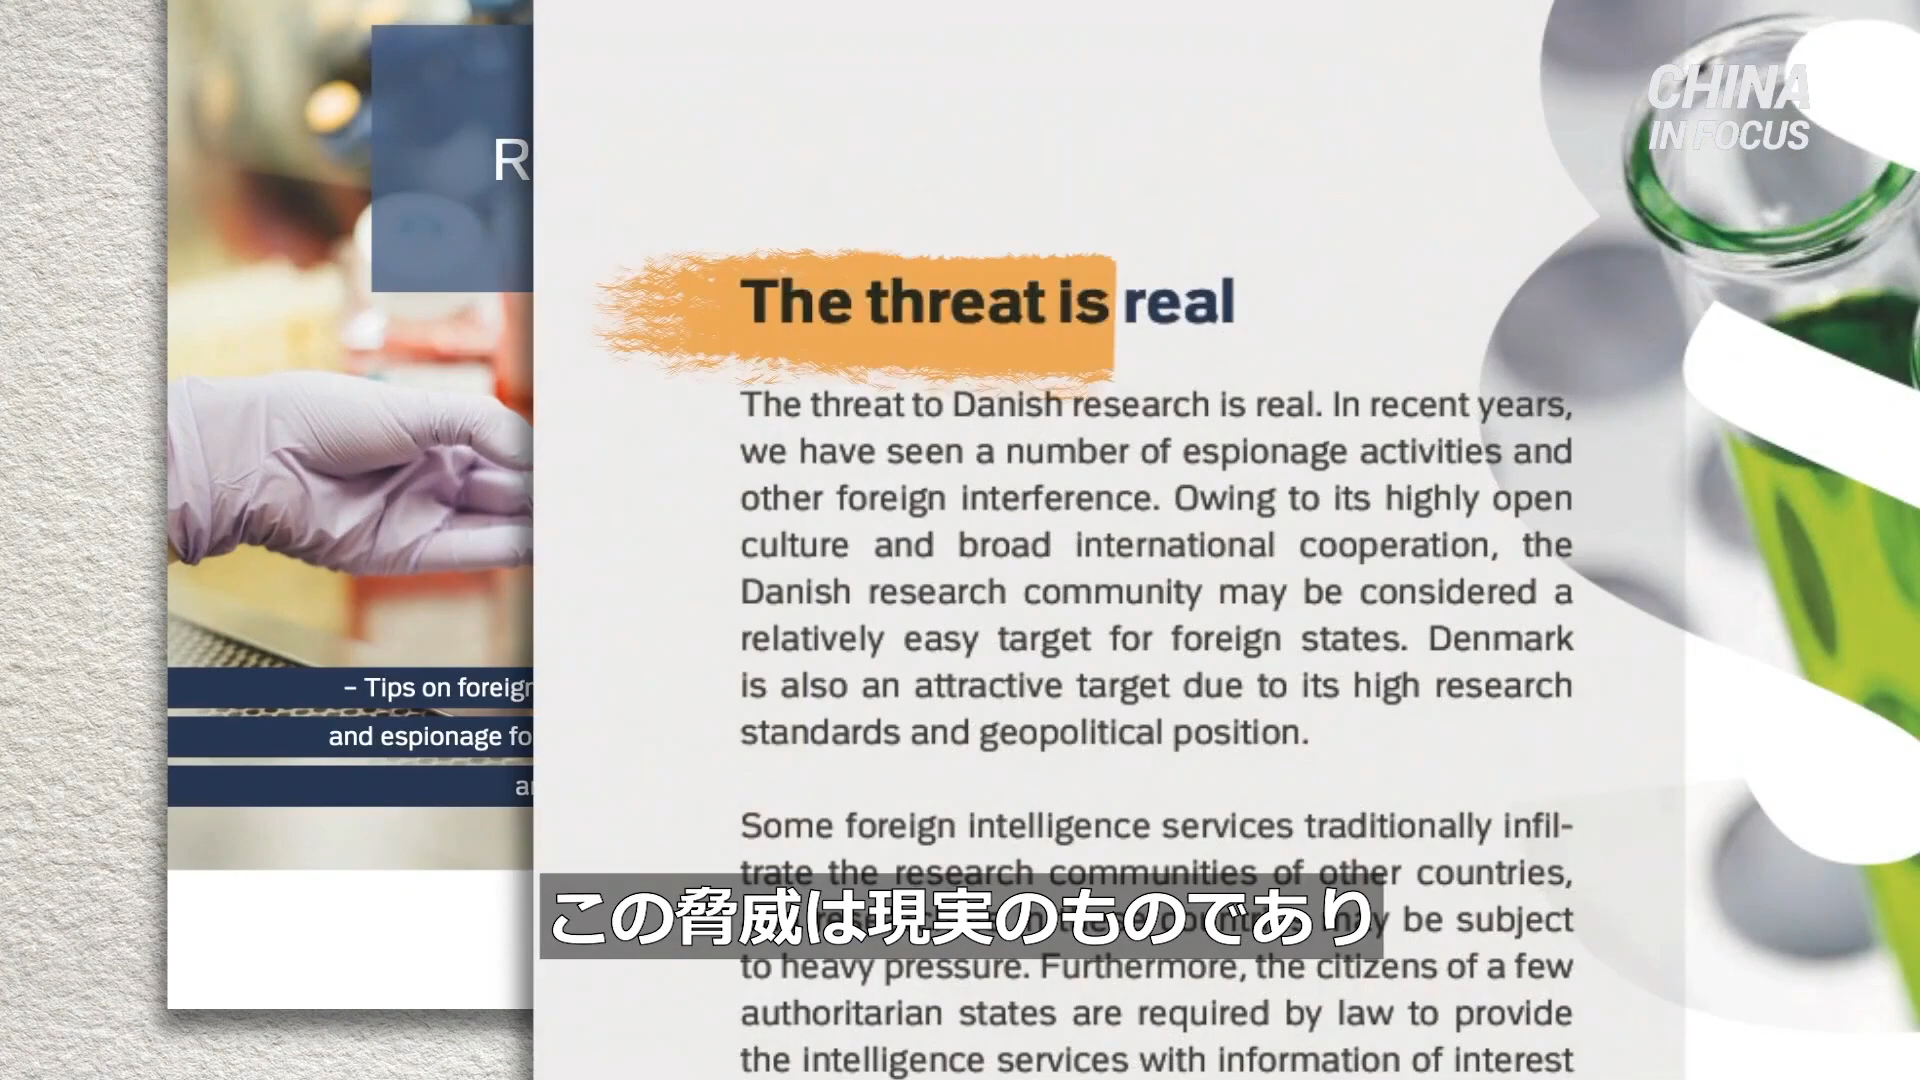 CHINA
IN FOCUS
R
– Tips on foreign
and espionage fo
The threat is real
The threat to Danish research is real. In recent years,
we have seen a number of espionage activities and
other foreign interference. Owing to its highly open
culture and broad international cooperation, the
Danish research community may be considered a
relatively easy target for foreign states. Denmark
is also an attractive target due to its high research
standards and geopolitical position.
Some foreign intelligence services traditionally infil-
trate the research communities of other countries,
may be subject
to heavy pressure. Furthermore, the citizens of a few
authoritarian states are required by law to provide
the intelligence services with information of interest
この脅威は現実のものであり